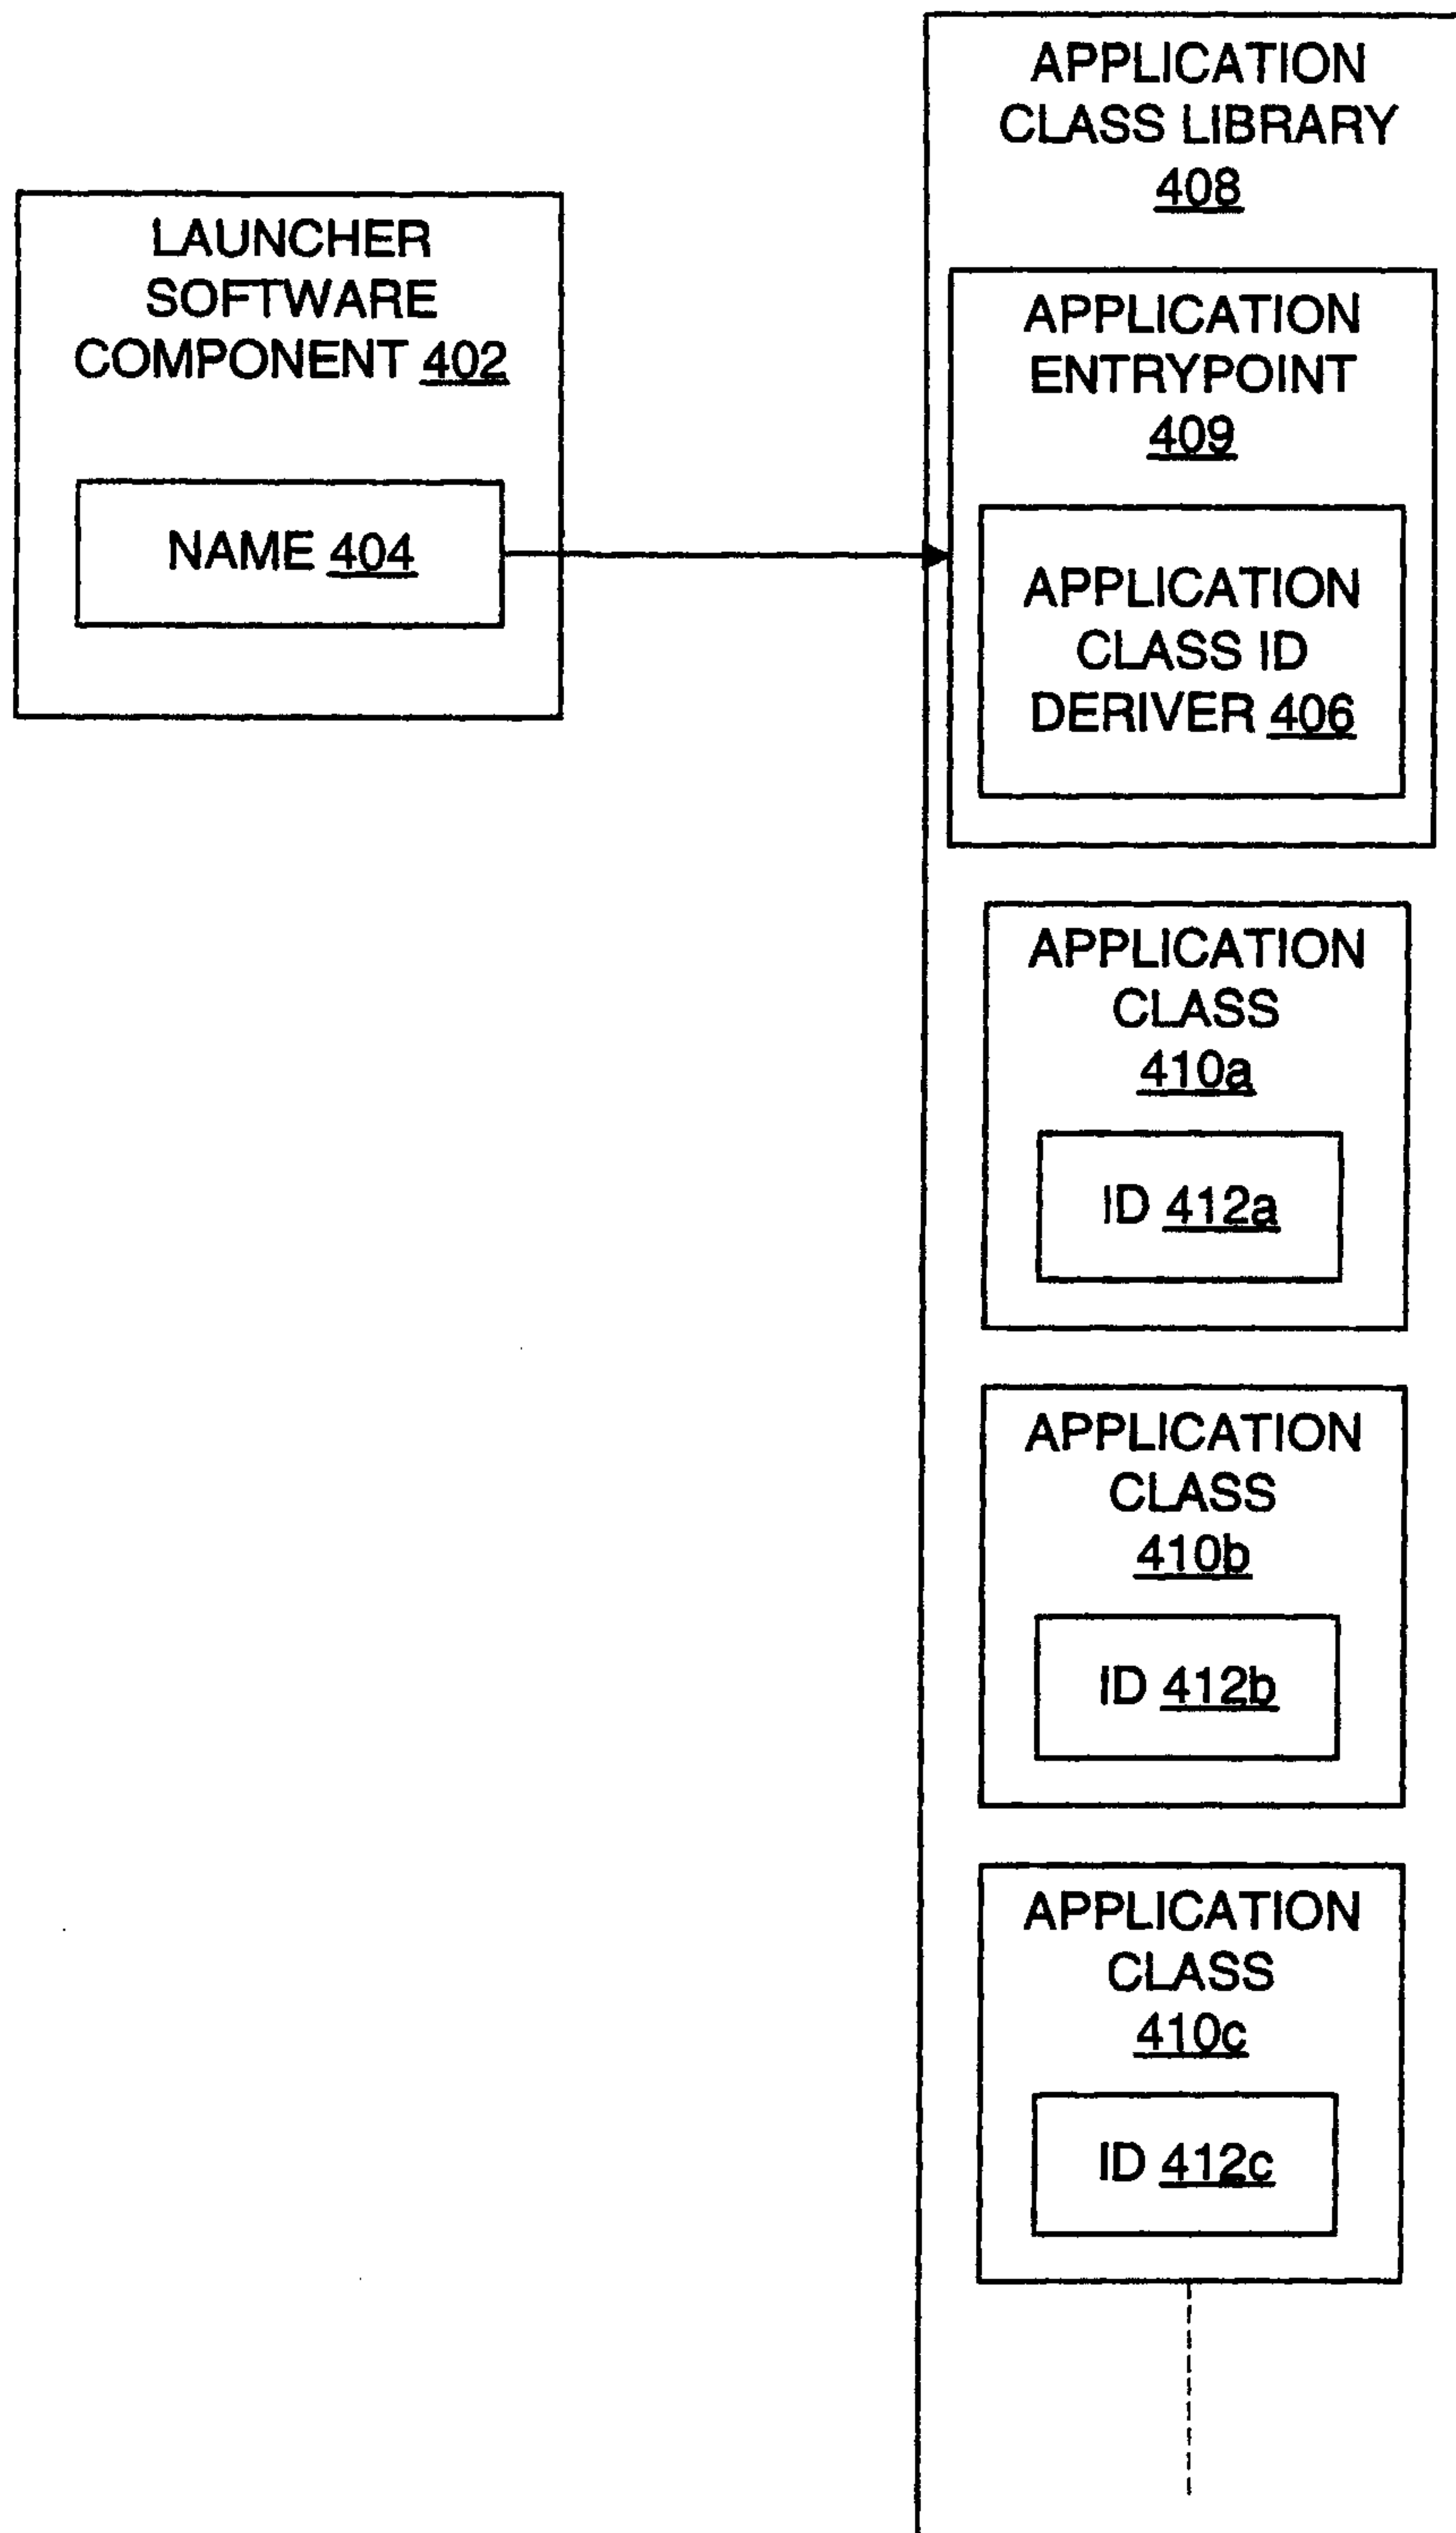 APPLICATION
CLASS LIBRARY
408
LAUNCHER
SOFTWARE
COMPONENT 402
NAME 404
APPLICATION
ENTRYPOINT
409
APPLICATION
CLASS ID
DERIVER 406
APPLICATION
CLASS
410a
ID 412a
APPLICATION
CLASS
410b
ID 412b
APPLICATION
CLASS
410c
ID 412c